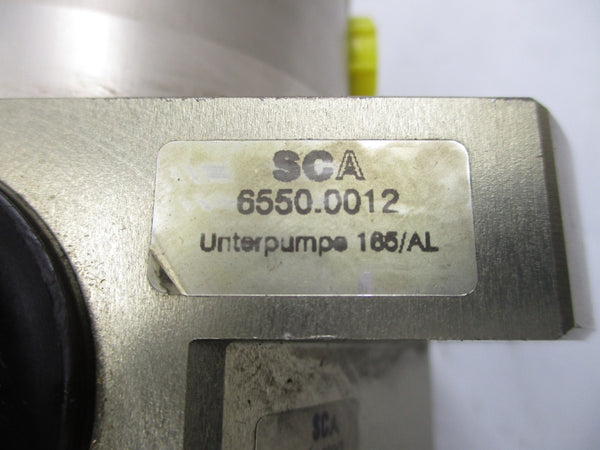 SCA
6550.0012
Unterpumpe 165/AL
SCA